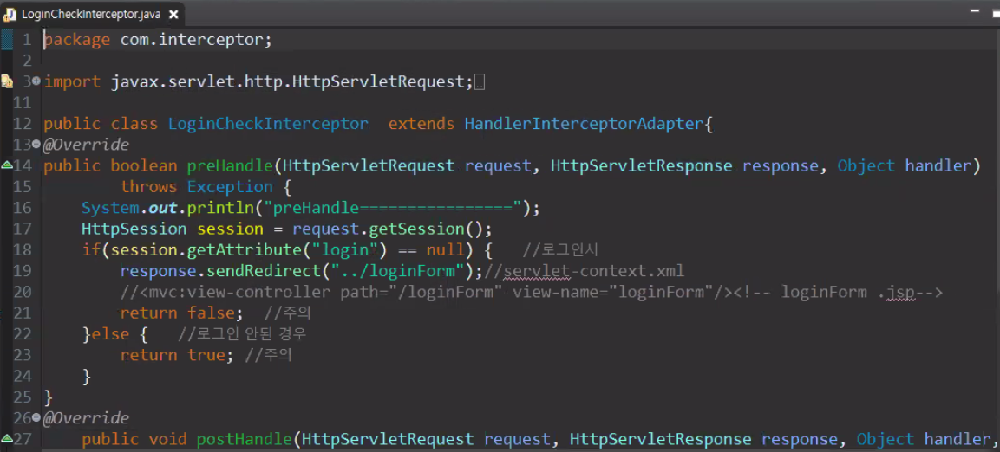 LoginCheckInterceptor.java
1 package com.interceptor;
2
3 import javax.servlet.http.HttpServletRequest;
11
12 public class LoginCheckInterceptor  extends HandlerInterceptorAdapter{
13 @Override
14 public boolean preHandle(HttpServletRequest request, HttpServletResponse response, Object handler)
15         throws Exception {
16     System.out.println("preHandle================");
17     HttpSession session = request.getSession();
18     if(session.getAttribute("login") == null) {   //로그인시
19         response.sendRedirect("../loginForm");//servlet-context.xml
20         //<mvc:view-controller path="/loginForm" view-name="loginForm"/><!-- loginForm .jsp-->
21         return false;  //주의
22     }else {   //로그인 안된 경우
23         return true; //주의
24     }
25 }
26 @Override
27     public void postHandle(HttpServletRequest request, HttpServletResponse response, Object handler,